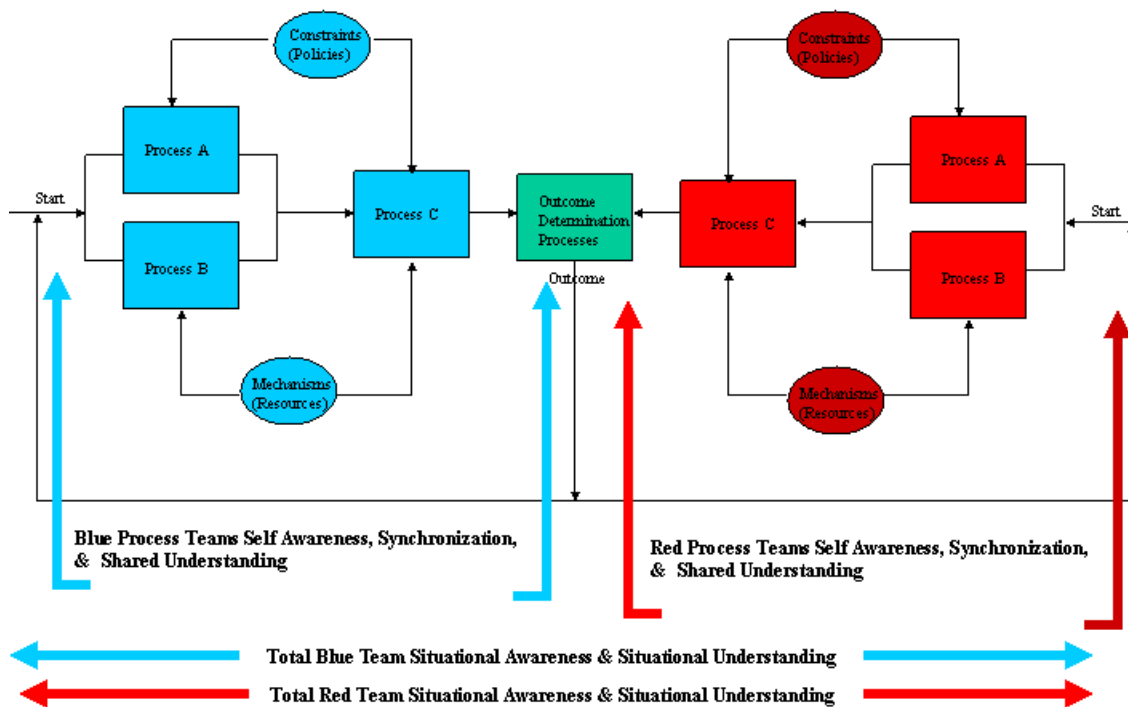 Constraints
(Policies)
Constraints
(Policies)
Process A
Process A
Start
Process C
Outcome
Determination
Processes
Process C
Start
Process B
Process B
Outcome
Mechanisms
(Resources)
Mechanisms
(Resources)
Blue Process Teams Self Awareness, Synchronization,
& Shared Understanding
Red Process Teams Self Awareness, Synchronization,
& Shared Understanding
Total Blue Team Situational Awareness & Situational Understanding
Total Red Team Situational Awareness & Situational Understanding